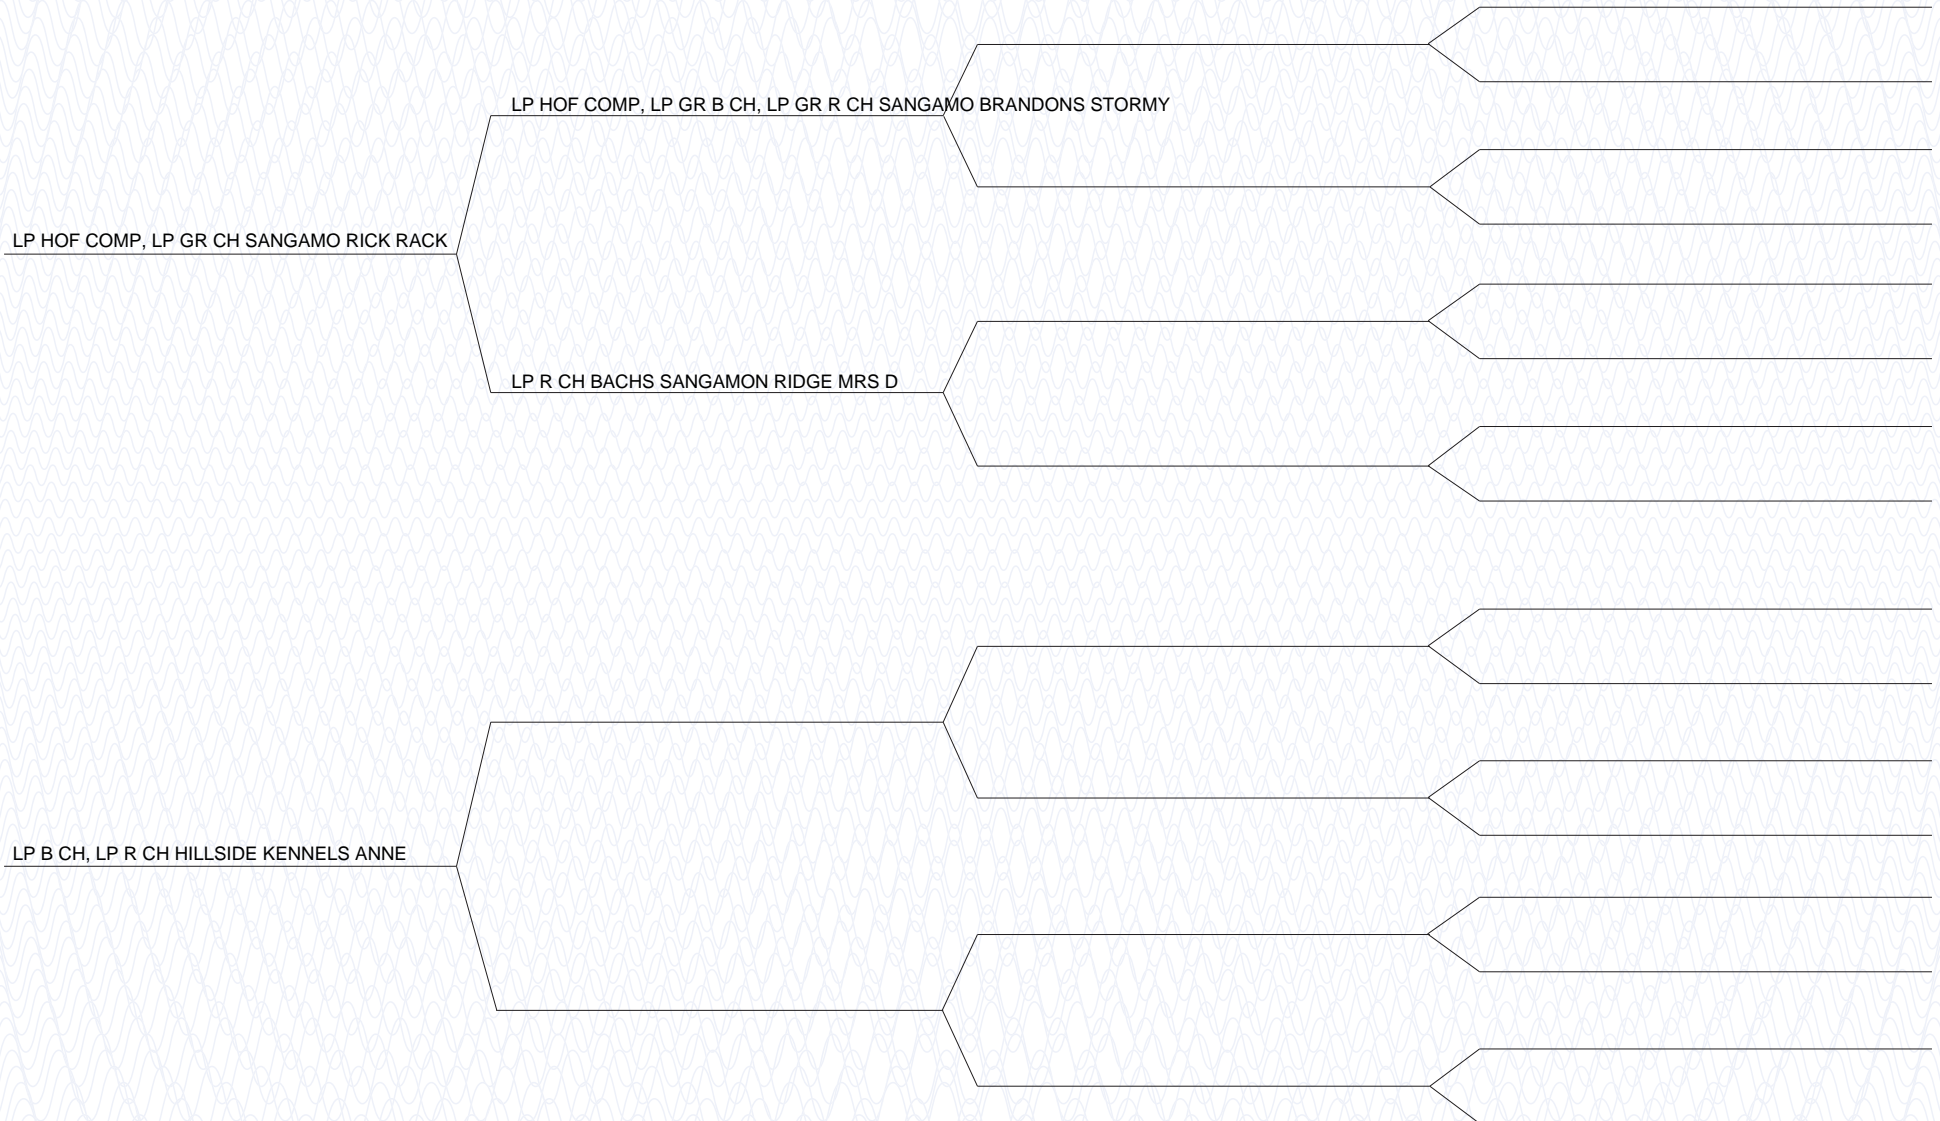 LP HOF COMP, LP GR B CH, LP GR R CH SANGAMO BRANDONS STORMY
LP HOF COMP, LP GR CH SANGAMO RICK RACK
LP R CH BACHS SANGAMON RIDGE MRS D
LP B CH, LP R CH HILLSIDE KENNELS ANNE